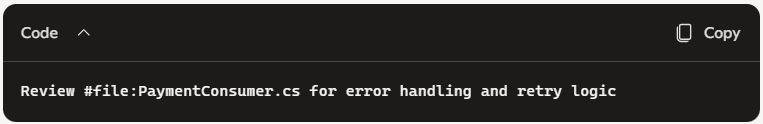 Code
Copy
Review #file:PaymentConsumer.cs for error handling and retry logic